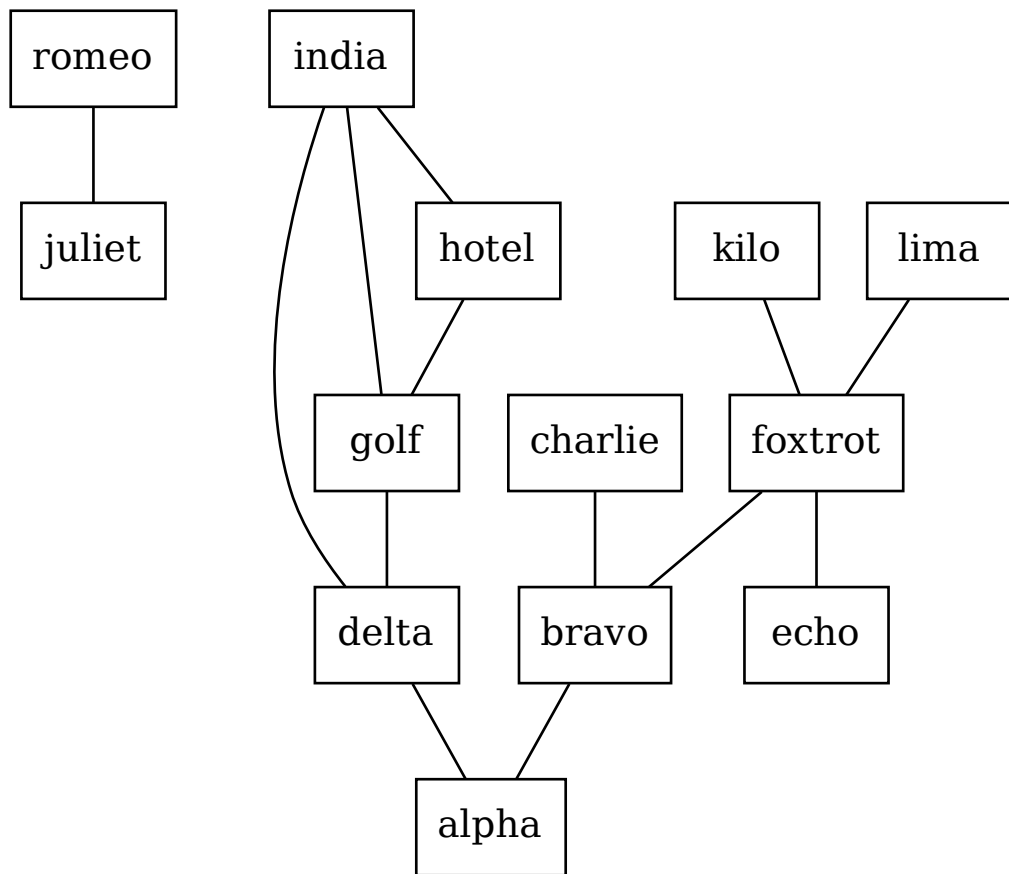 romeo
india
juliet
hotel
kilo
lima
golf
charlie
foxtrot
delta
bravo
echo
alpha